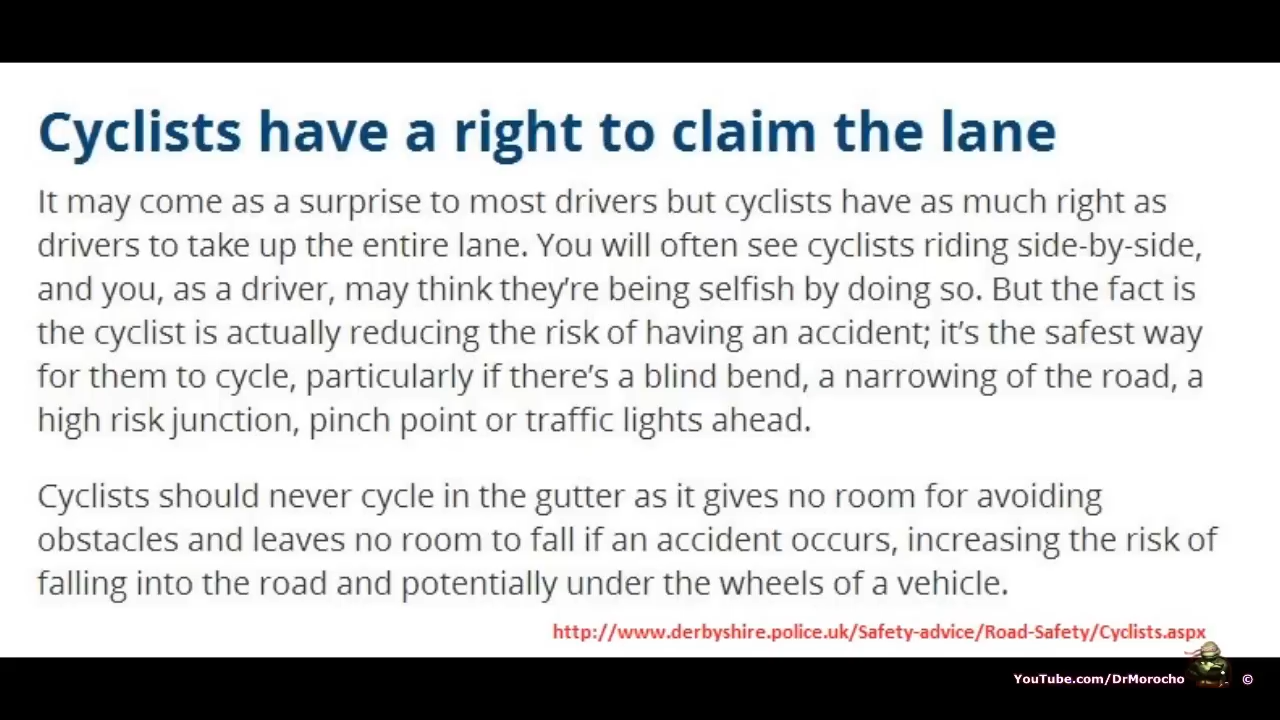 Cyclists have a right to claim the lane
It may come as a surprise to most drivers but cyclists have as much right as
drivers to take up the entire lane. You will often see cyclists riding side-by-side,
and you, as a driver, may think they’re being selfish by doing so. But the fact is
the cyclist is actually reducing the risk of having an accident; it’s the safest way
for them to cycle, particularly if there’s a blind bend, a narrowing of the road, a
high risk junction, pinch point or traffic lights ahead.
Cyclists should never cycle in the gutter as it gives no room for avoiding
obstacles and leaves no room to fall if an accident occurs, increasing the risk of
falling into the road and potentially under the wheels of a vehicle.
http://www.derbyshire.police.uk/Safety-advice/Road-Safety/Cyclists.aspx
YouTube.com/DrMorocho ©